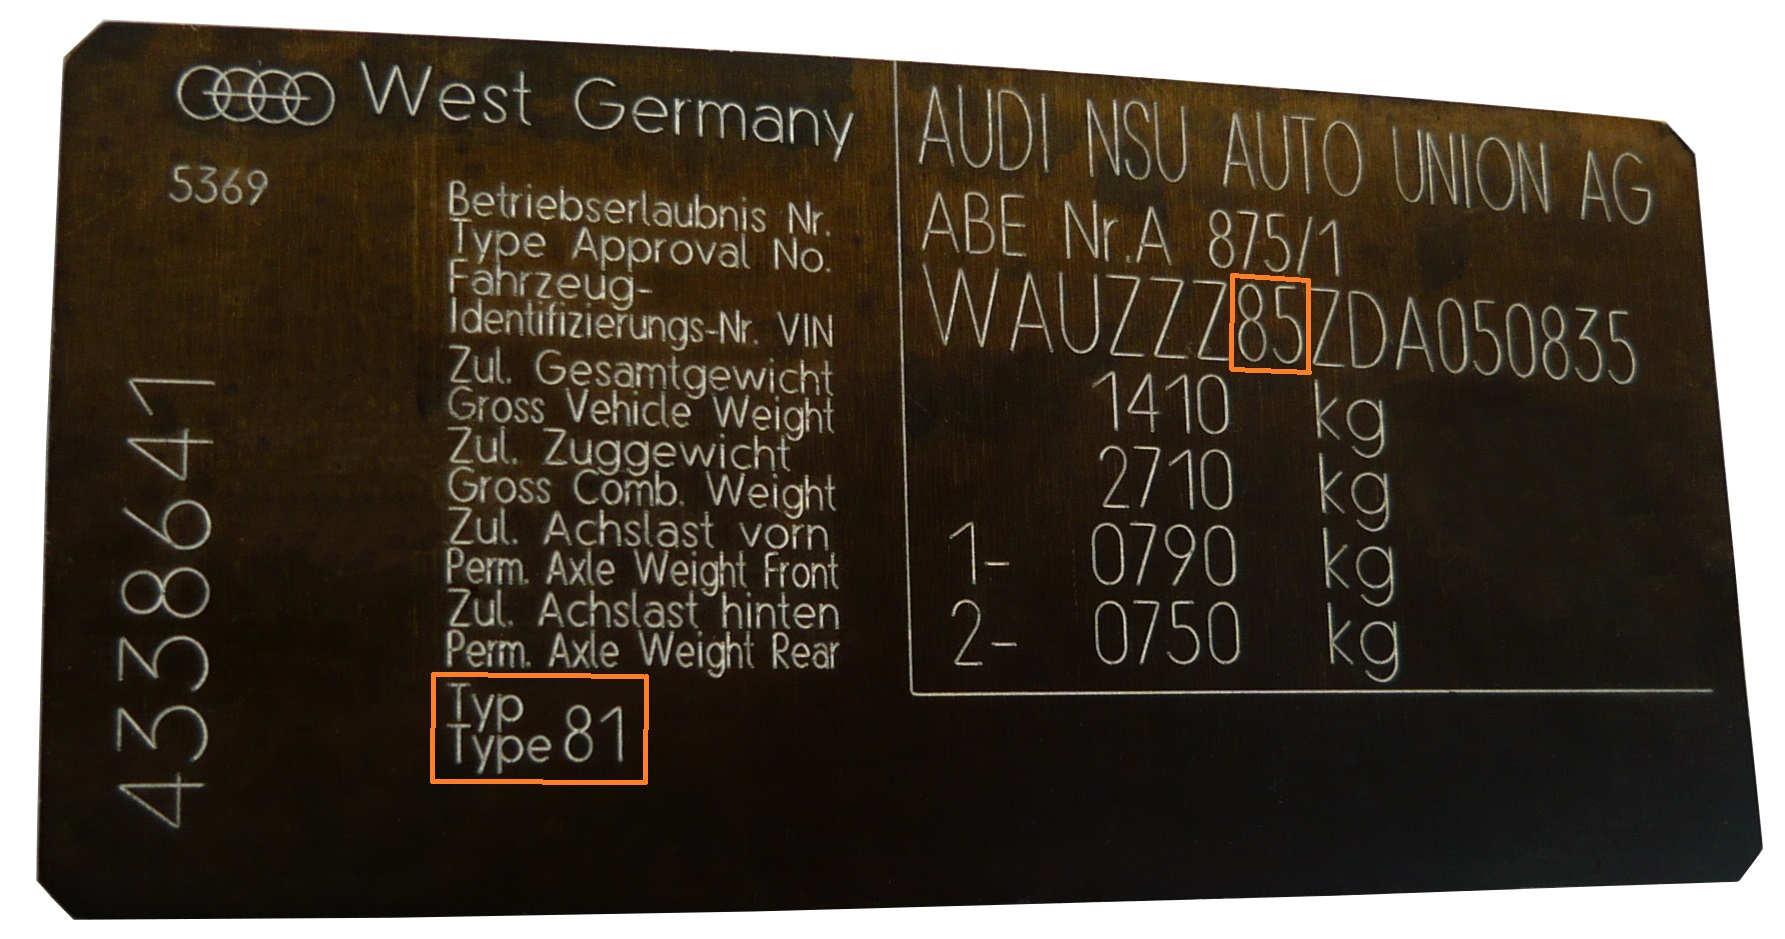 West Germany
5369
4338641
Betriebserlaubnis Nr.
Type Approval No.
Fahrzeug-
Identifizierungs-Nr. VIN
Zul. Gesamtgewicht
Gross Vehicle Weight
Zul. Zuggewicht
Gross Comb. Weight
Zul. Achslast vorn
Perm. Axle Weight Front
Zul. Achslast hinten
Perm. Axle Weight Rear
Typ
Type 81
AUDI NSU AUTO UNION AG
ABE Nr.A 875/1
WAUZZZ85ZDA050835
1410 kg
2710 kg
1- 0790 kg
2- 0750 kg